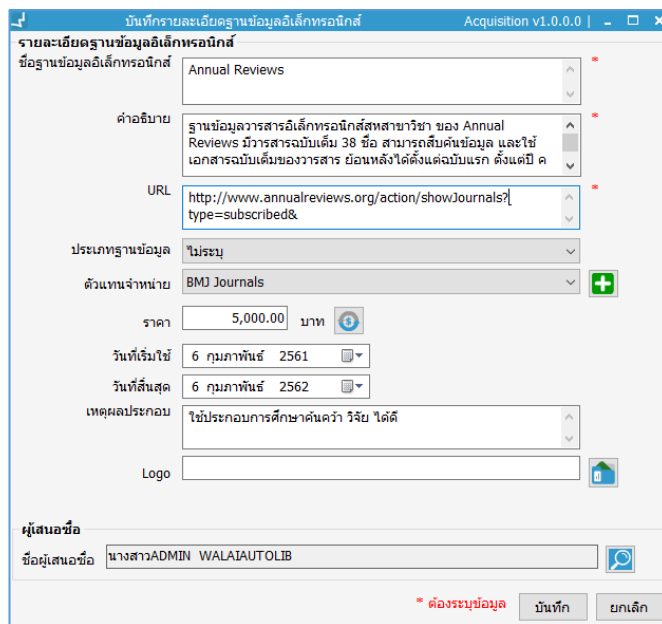 บันทึกรายละเอียดฐานข้อมูลอิเล็กทรอนิกส์ Acquisition v1.0.0.0 |
รายละเอียดฐานข้อมูลอิเล็กทรอนิกส์
ชื่อฐานข้อมูลอิเล็กทรอนิกส์ Annual Reviews *
คำอธิบาย ฐานข้อมูลวารสารอิเล็กทรอนิกส์สหสาขาวิชา ของ Annual *
Reviews มีวารสารฉบับเต็ม 38 ชื่อ สามารถสืบค้นข้อมูล และใช้
เอกสารฉบับเต็มของวารสาร ย้อนหลังได้ตั้งแต่ฉบับแรก ตั้งแต่ปี ค
URL http://www.annualreviews.org/action/showJournals? *
type=subscribed&
ประเภทฐานข้อมูล ไม่ระบุ
ตัวแทนจำหน่าย BMJ Journals
ราคา 5,000.00 บาท
วันที่เริ่มใช้ 6 กุมภาพันธ์ 2561
วันที่สิ้นสุด 6 กุมภาพันธ์ 2562
เหตุผลประกอบ ใช้ประกอบการศึกษาค้นคว้า วิจัย ได้ดี
Logo
ผู้เสนอชื่อ
ชื่อผู้เสนอชื่อ นางสาวADMIN WALAIAUTOLIB
* ต้องระบุข้อมูล บันทึก ยกเลิก